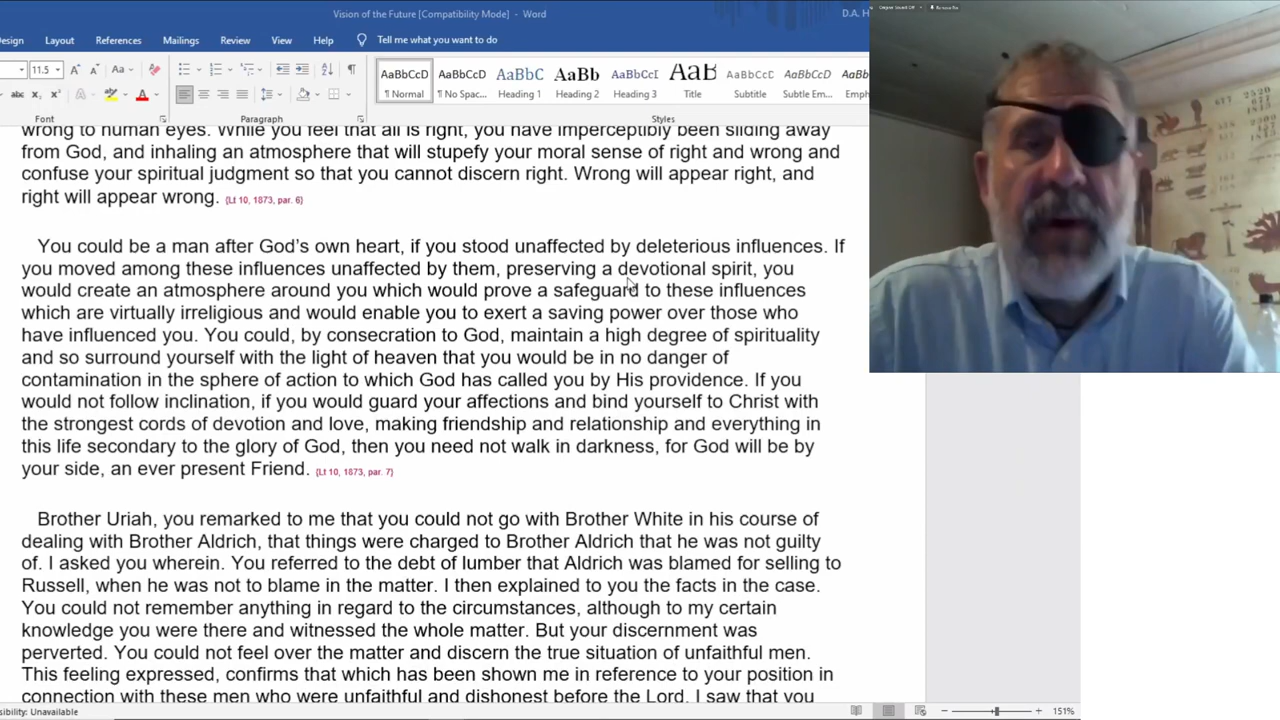 Vision of the Future [Compatibility Mode] - Word
D.A. H
Original Sound: Off
esign Layout References Mailings Review View Help Tell me what you want to do
11.5 A A Aa
abc x₂ x² A
AaBbCcD AaBbCcD AaBbC AaBb AaBbCcI AaB AaBbCcD AaBbCcD AaBb
¶ Normal ¶ No Spac... Heading 1 Heading 2 Heading 3 Title Subtitle Subtle Em... Emph
Font Paragraph Styles
wrong to human eyes. While you feel that all is right, you have imperceptibly been sliding away
from God, and inhaling an atmosphere that will stupefy your moral sense of right and wrong and
confuse your spiritual judgment so that you cannot discern right. Wrong will appear right, and
right will appear wrong. {Lt 10, 1873, par. 6}
You could be a man after God’s own heart, if you stood unaffected by deleterious influences. If
you moved among these influences unaffected by them, preserving a devotional spirit, you
would create an atmosphere around you which would prove a safeguard to these influences
which are virtually irreligious and would enable you to exert a saving power over those who
have influenced you. You could, by consecration to God, maintain a high degree of spirituality
and so surround yourself with the light of heaven that you would be in no danger of
contamination in the sphere of action to which God has called you by His providence. If you
would not follow inclination, if you would guard your affections and bind yourself to Christ with
the strongest cords of devotion and love, making friendship and relationship and everything in
this life secondary to the glory of God, then you need not walk in darkness, for God will be by
your side, an ever present Friend. {Lt 10, 1873, par. 7}
Brother Uriah, you remarked to me that you could not go with Brother White in his course of
dealing with Brother Aldrich, that things were charged to Brother Aldrich that he was not guilty
of. I asked you wherein. You referred to the debt of lumber that Aldrich was blamed for selling to
Russell, when he was not to blame in the matter. I then explained to you the facts in the case.
You could not remember anything in regard to the circumstances, although to my certain
knowledge you were there and witnessed the whole matter. But your discernment was
perverted. You could not feel over the matter and discern the true situation of unfaithful men.
This feeling expressed, confirms that which has been shown me in reference to your position in
connection with these men who were unfaithful and dishonest before the Lord. I saw that you
sibility: Unavailable
151%
677
2520